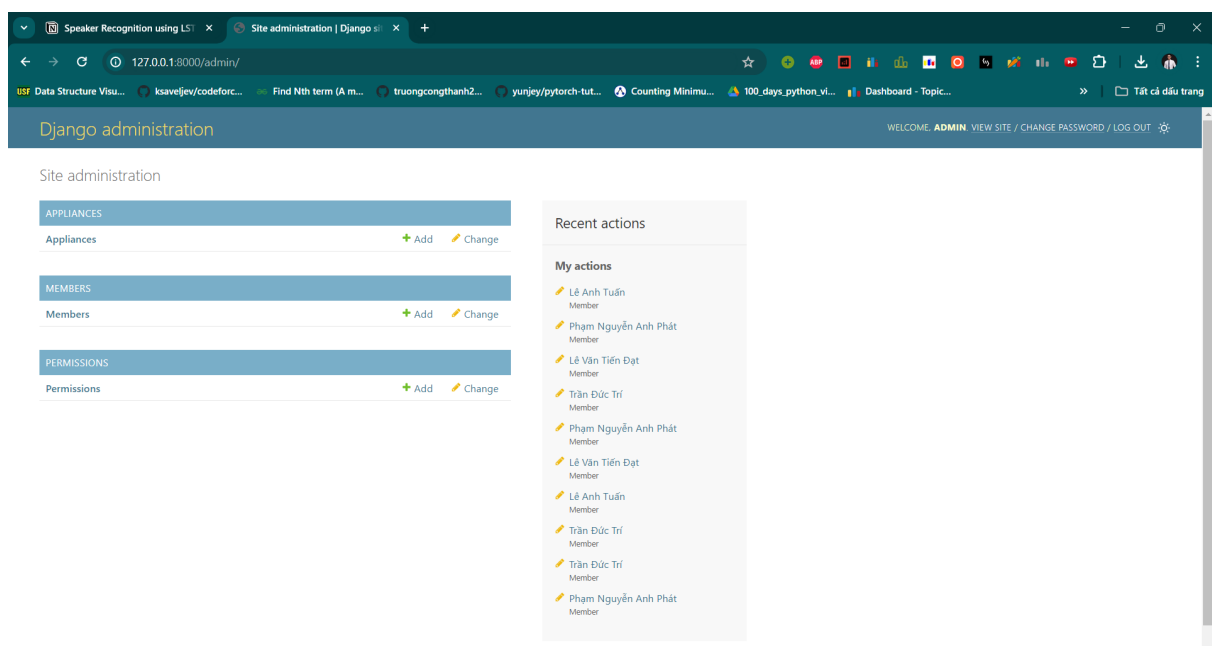 Speaker Recognition using LST
Site administration | Django sit
127.0.0.1:8000/admin/
ABP
USF Data Structure Visu... ksaveljev/codeforc... Find Nth term (A m... truongcongthanh2... yunjey/pytorch-tut... Counting Minimu... 100_days_python_vi... Dashboard - Topic... Tất cả dấu trang
Django administration
WELCOME, ADMIN. VIEW SITE / CHANGE PASSWORD / LOG OUT
Site administration
APPLIANCES
Appliances Add Change
MEMBERS
Members Add Change
PERMISSIONS
Permissions Add Change
Recent actions
My actions
Lê Anh Tuấn
Member
Phạm Nguyễn Anh Phát
Member
Lê Văn Tiến Đạt
Member
Trần Đức Trí
Member
Phạm Nguyễn Anh Phát
Member
Lê Văn Tiến Đạt
Member
Lê Anh Tuấn
Member
Trần Đức Trí
Member
Trần Đức Trí
Member
Phạm Nguyễn Anh Phát
Member